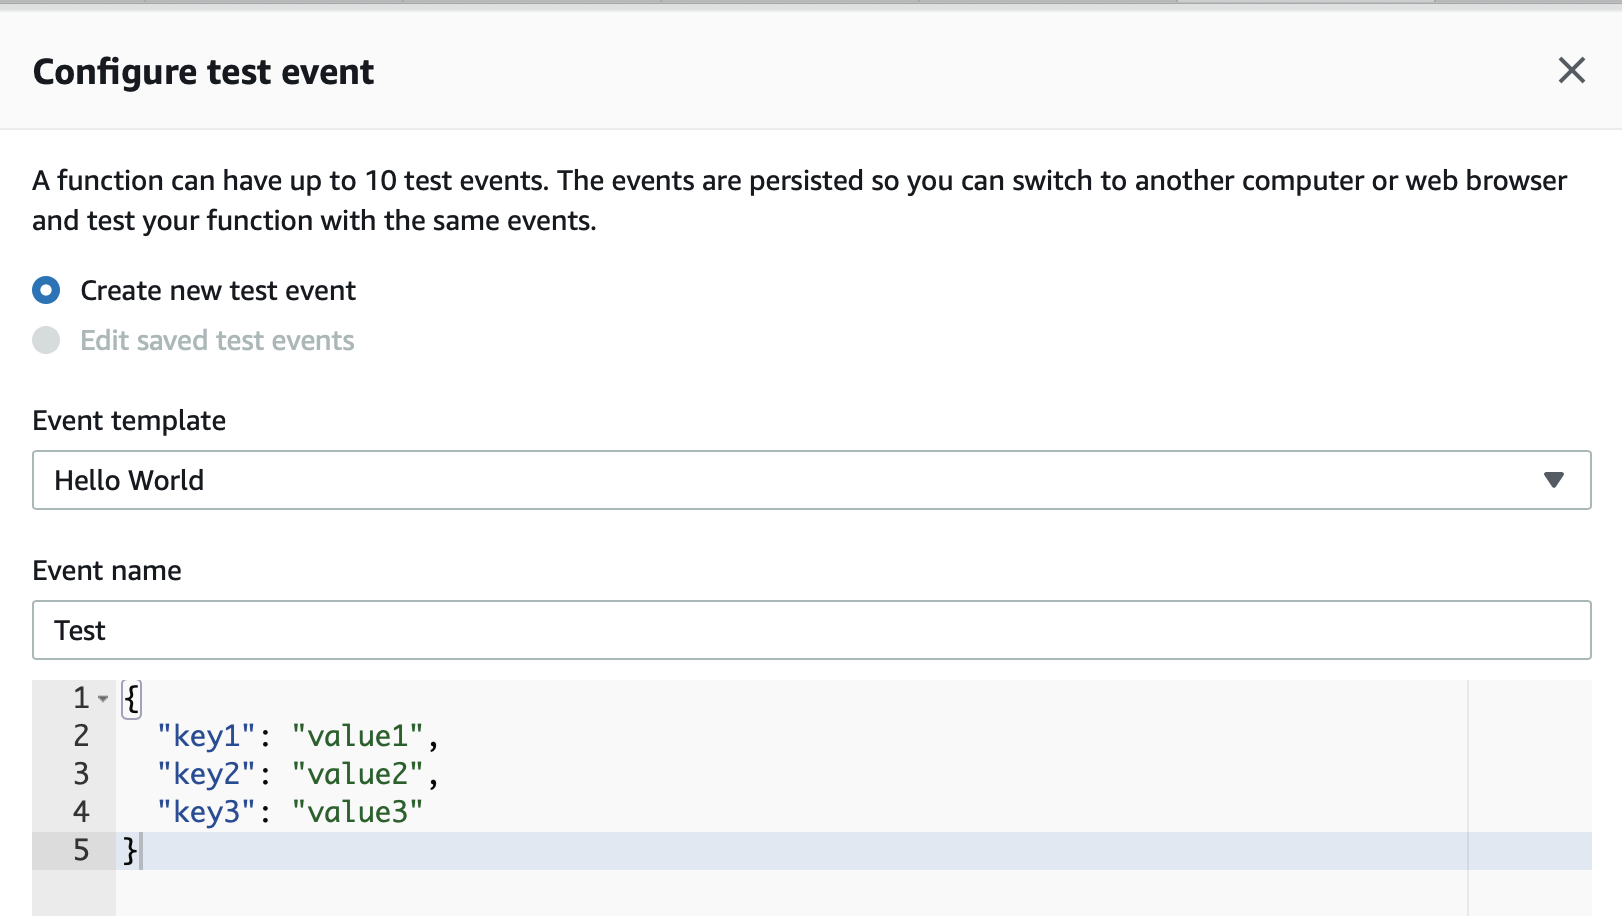 Configure test event
A function can have up to 10 test events. The events are persisted so you can switch to another computer or web browser
and test your function with the same events.
Create new test event
Edit saved test events
Event template
Hello World
Event name
Test
1 {
2 "key1": "value1",
3 "key2": "value2",
4 "key3": "value3"
5 }